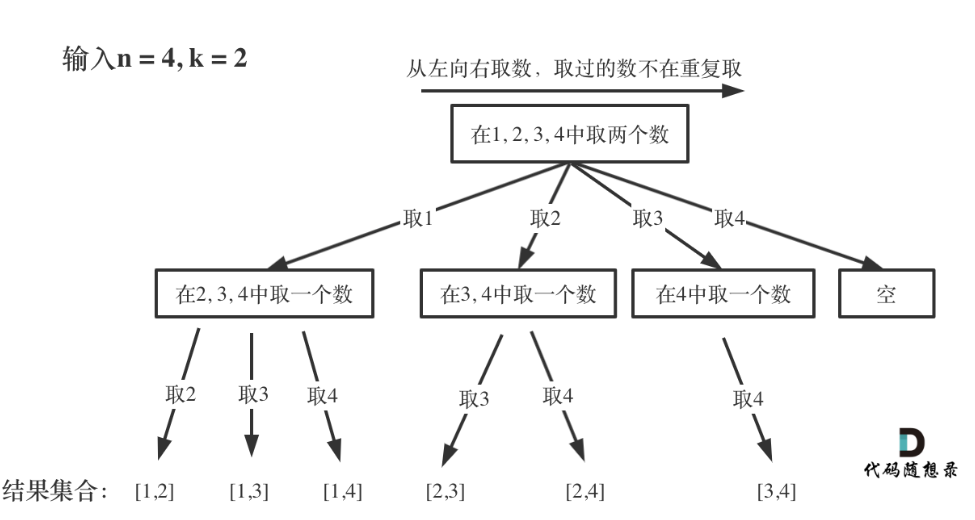 输入n = 4, k = 2
从左向右取数，取过的数不在重复取
在1, 2, 3, 4中取两个数
取1
取2
取3
取4
在2, 3, 4中取一个数
在3, 4中取一个数
在4中取一个数
空
取2
取3
取4
取3
取4
取4
代码随想录
结果集合： [1,2] [1,3] [1,4] [2,3] [2,4] [3,4]